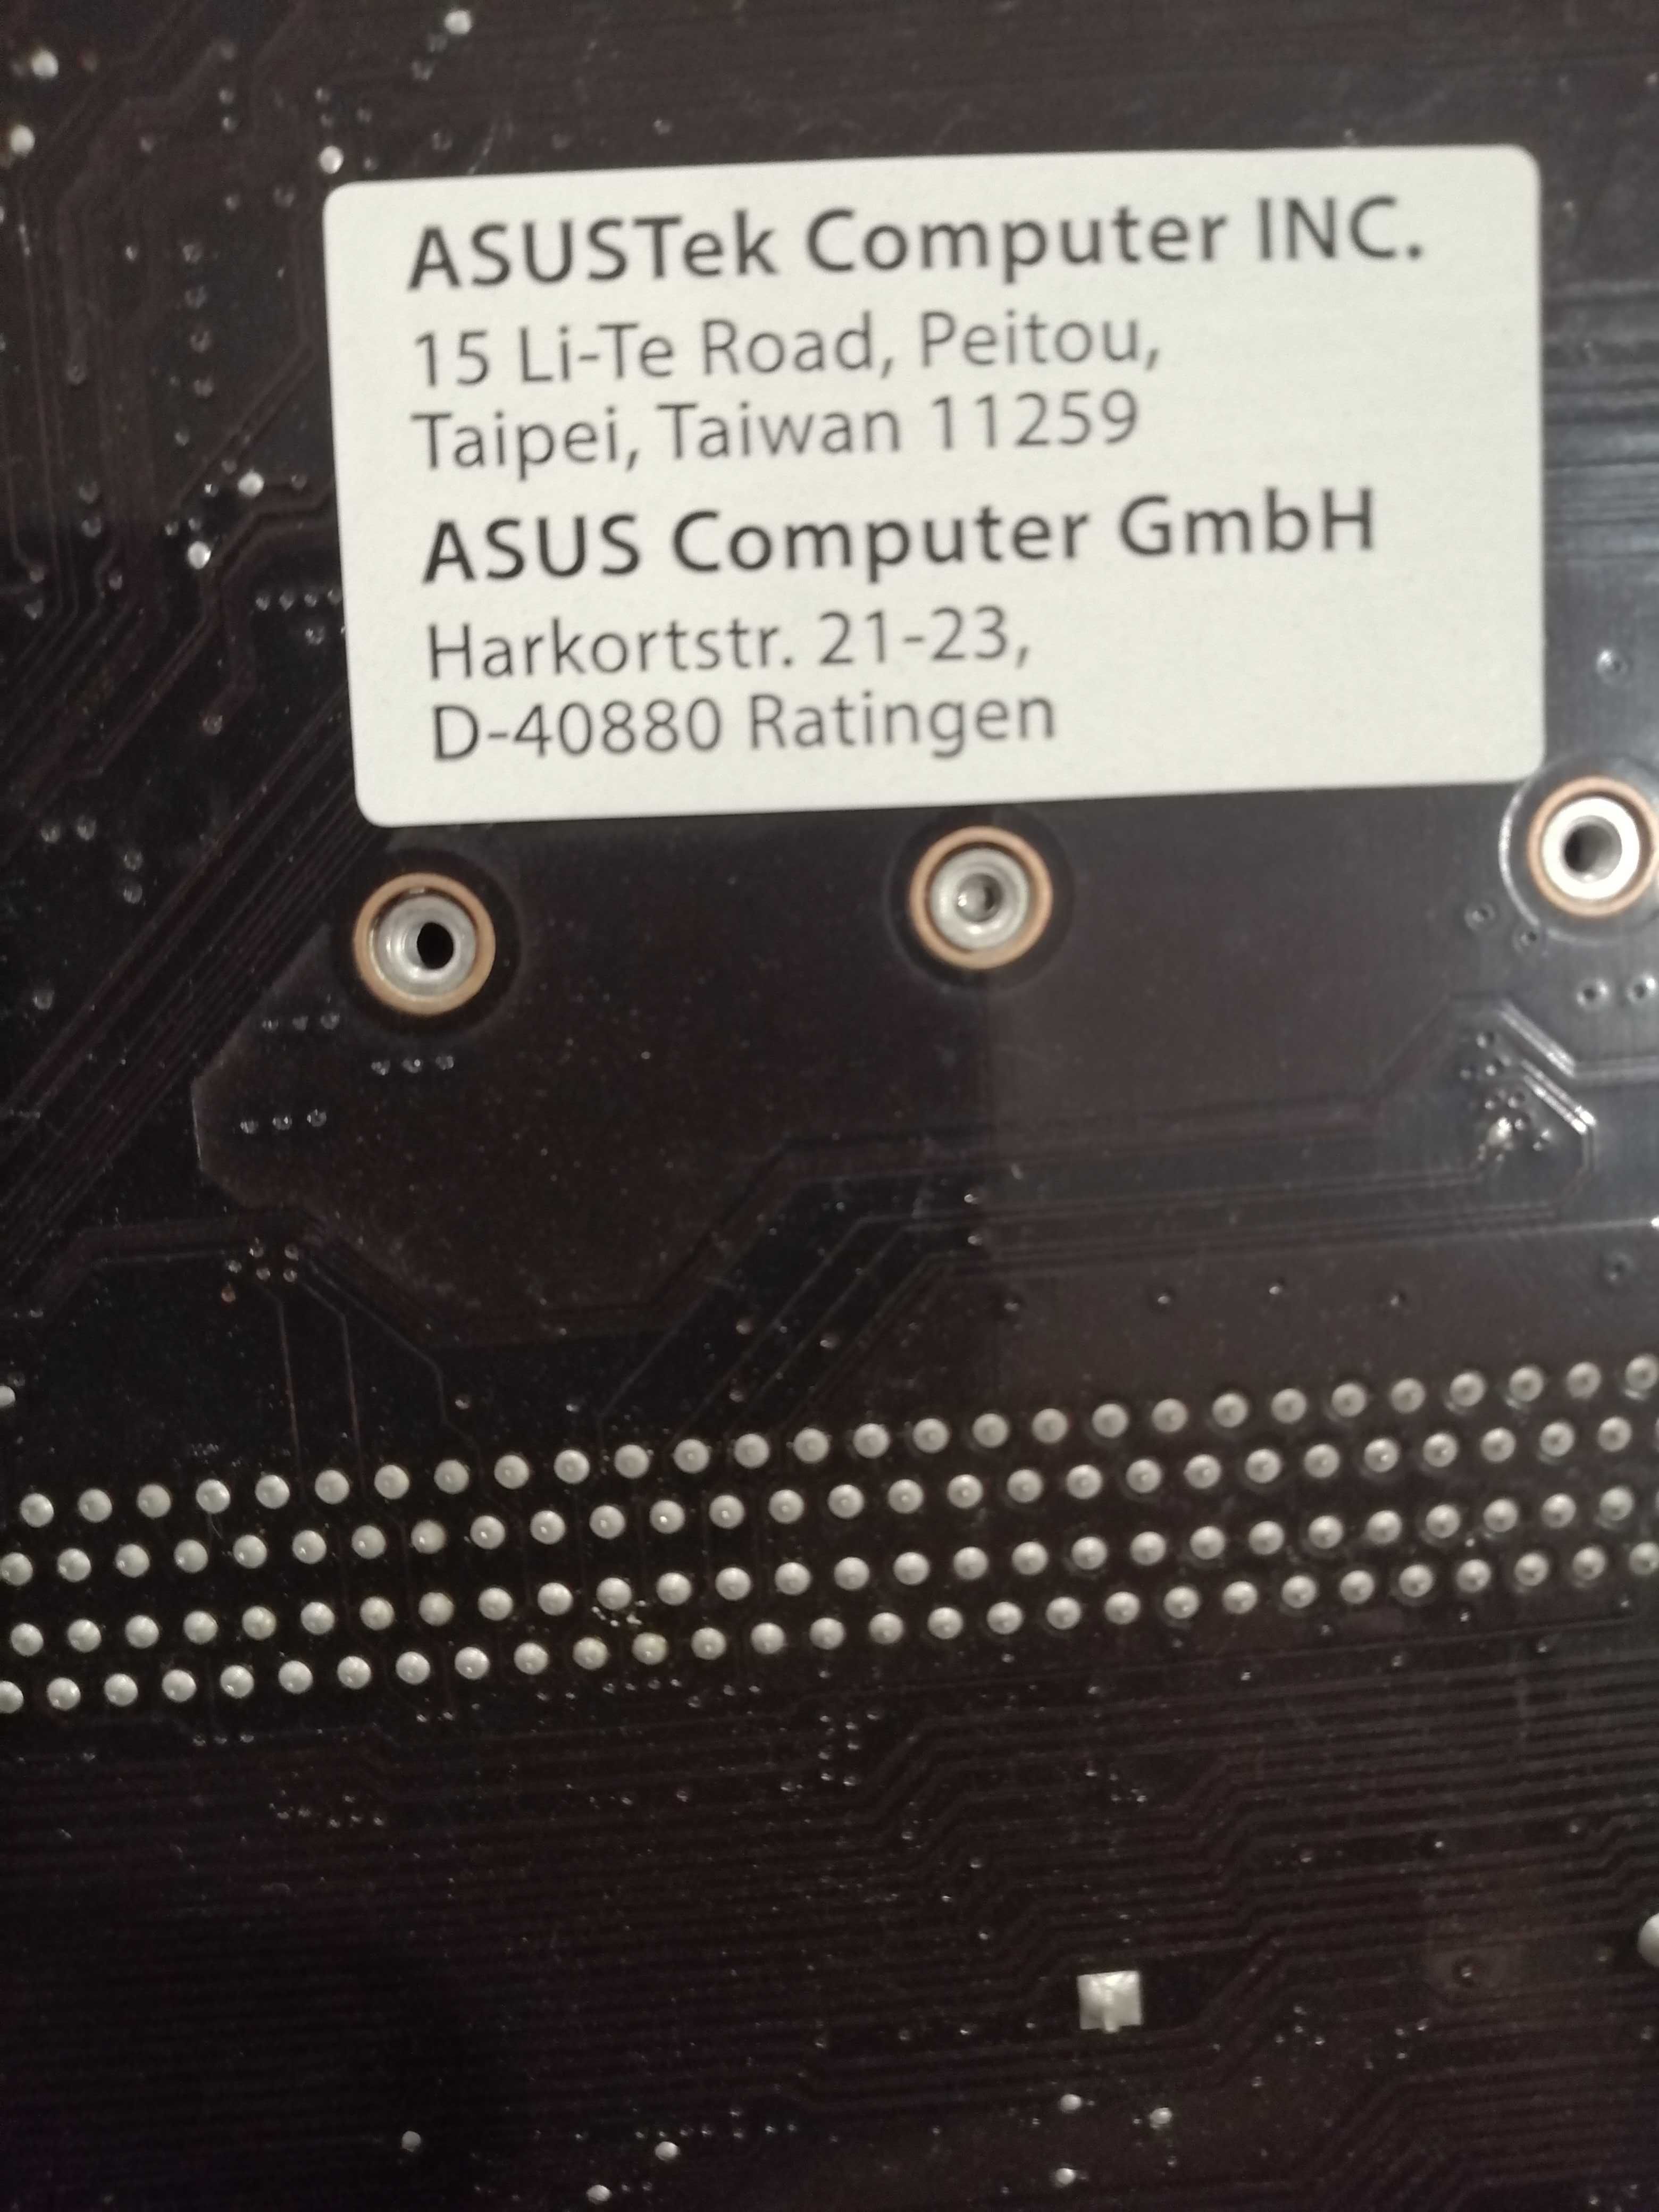 ASUSTek Computer INC.
15 Li-Te Road, Peitou,
Taipei, Taiwan 11259
ASUS Computer GmbH
Harkortstr. 21-23,
D-40880 Ratingen